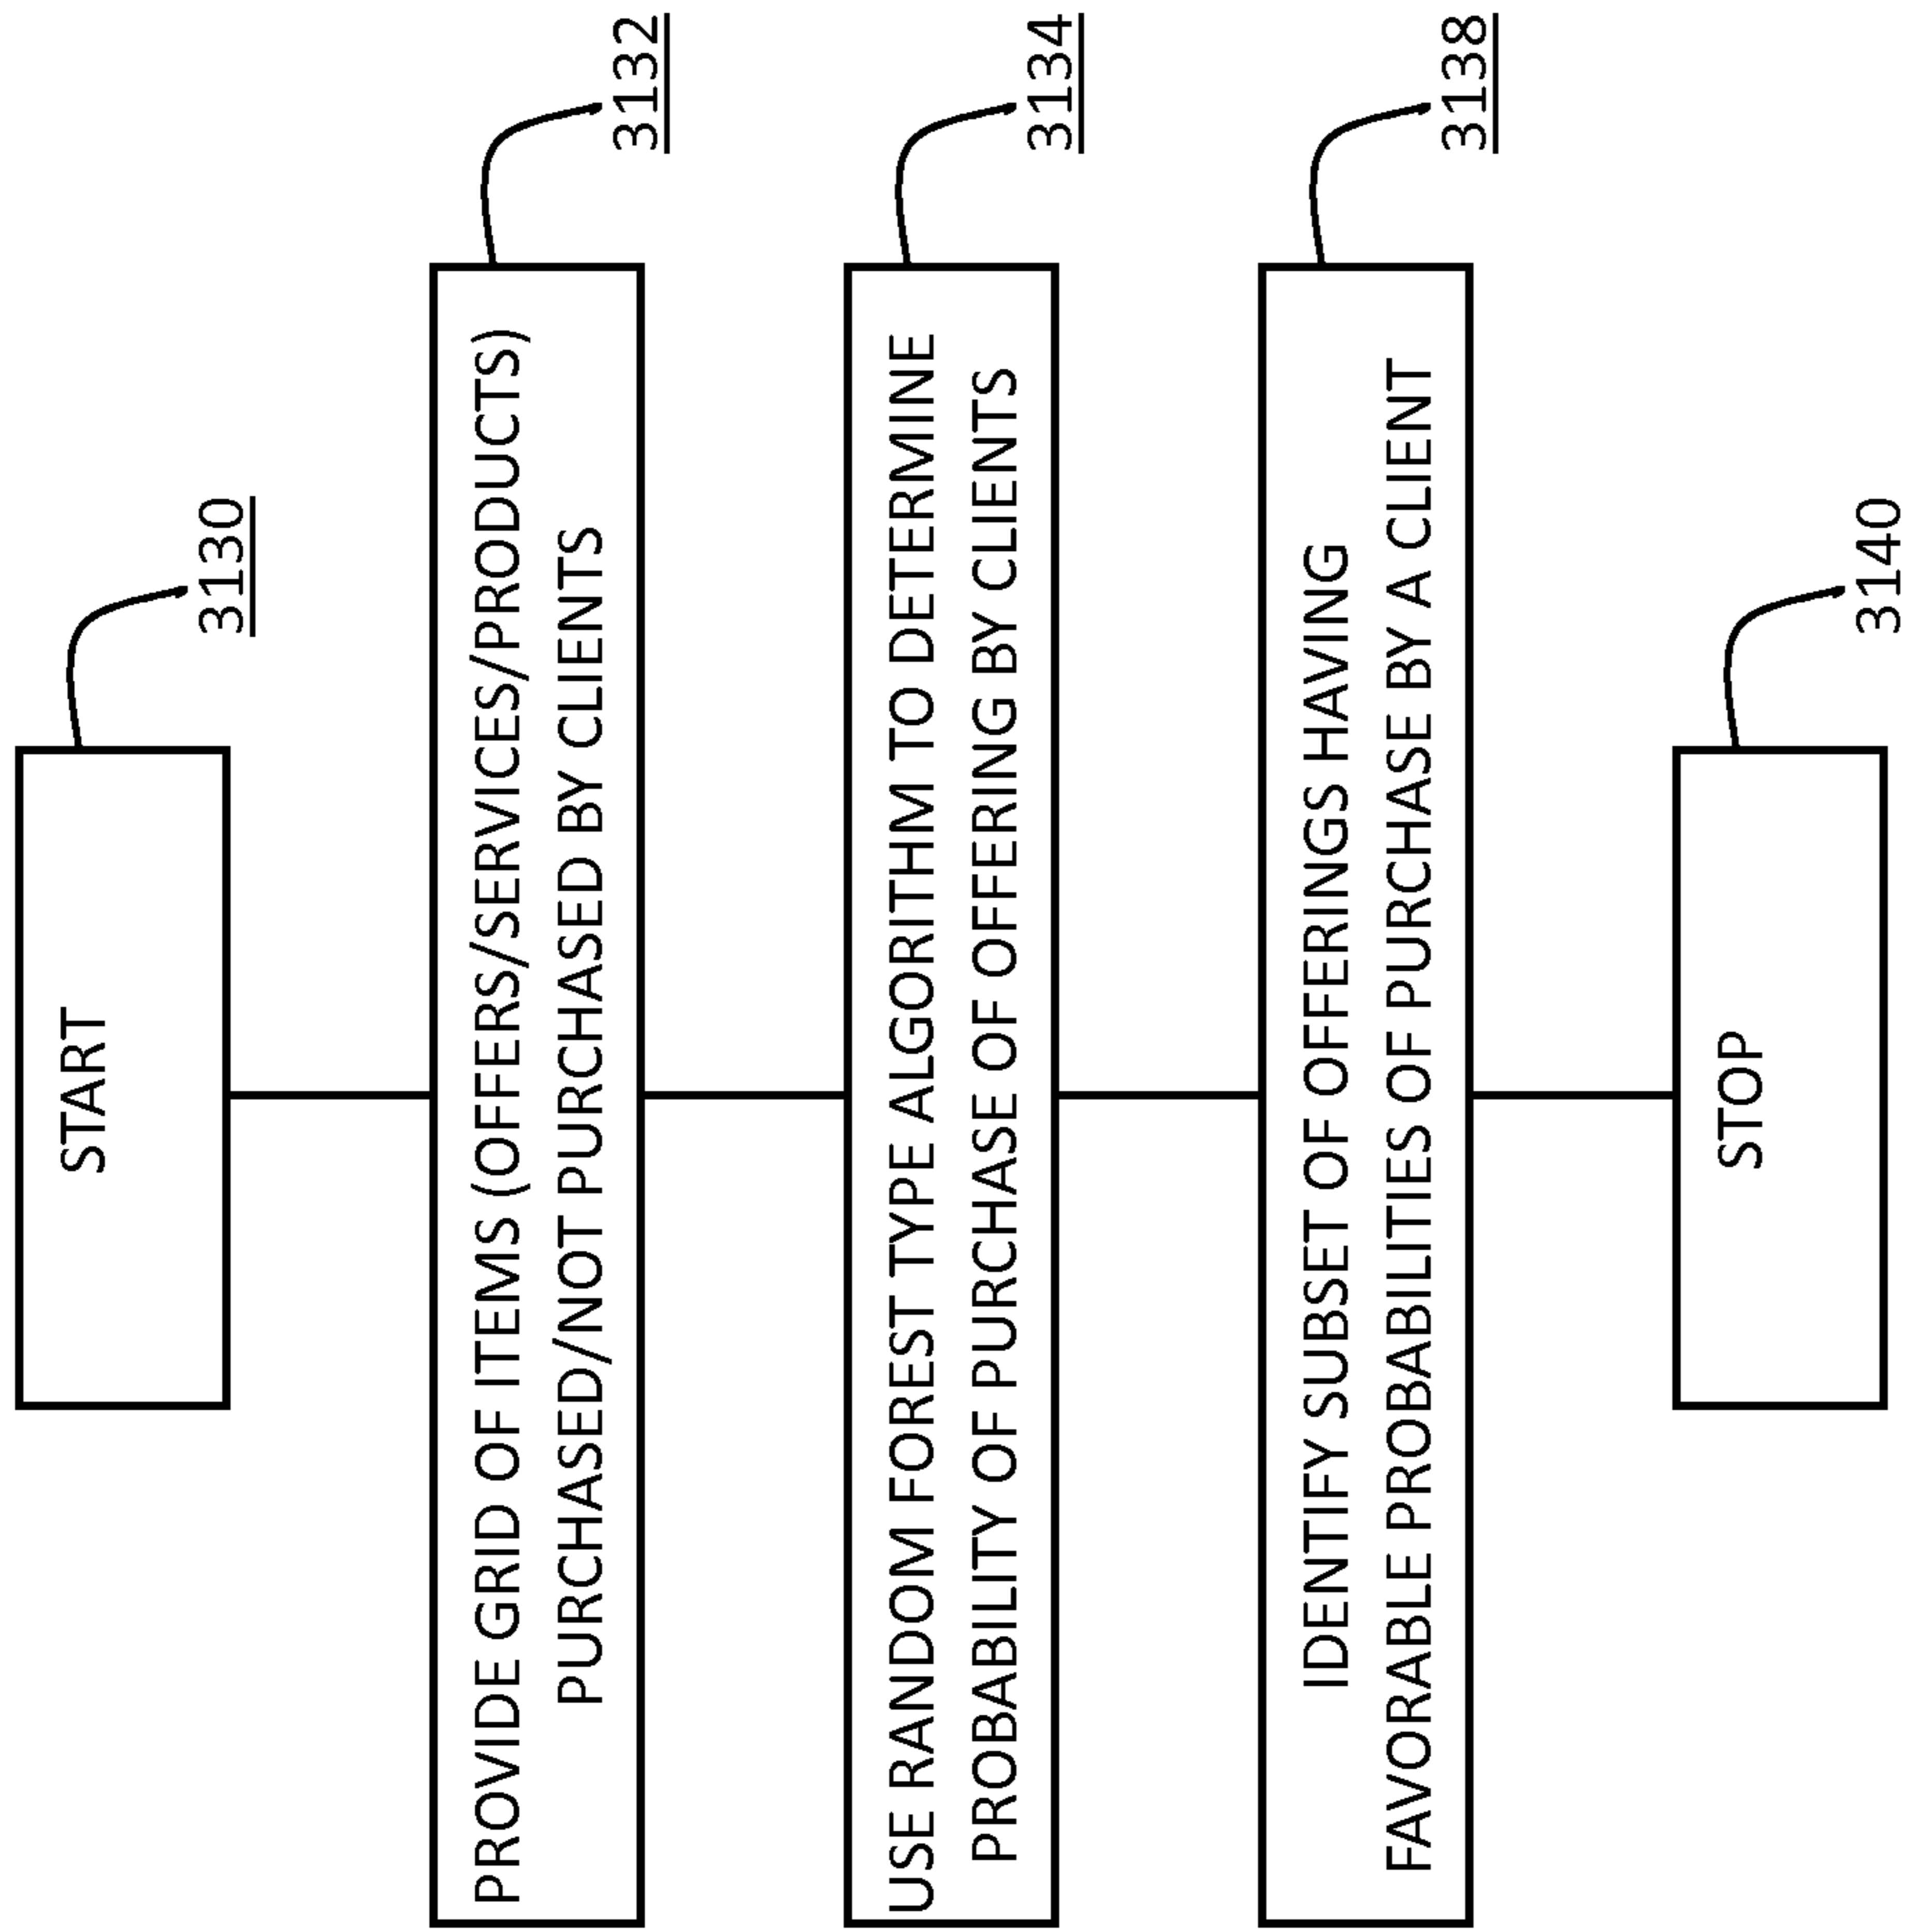 START
3130
PROVIDE GRID OF ITEMS (OFFERS/SERVICES/PRODUCTS)
PURCHASED/NOT PURCHASED BY CLIENTS
3132
USE RANDOM FOREST TYPE ALGORITHM TO DETERMINE
PROBABILITY OF PURCHASE OF OFFERING BY CLIENTS
3134
IDENTIFY SUBSET OF OFFERINGS HAVING
FAVORABLE PROBABILITIES OF PURCHASE BY A CLIENT
3138
STOP
3140